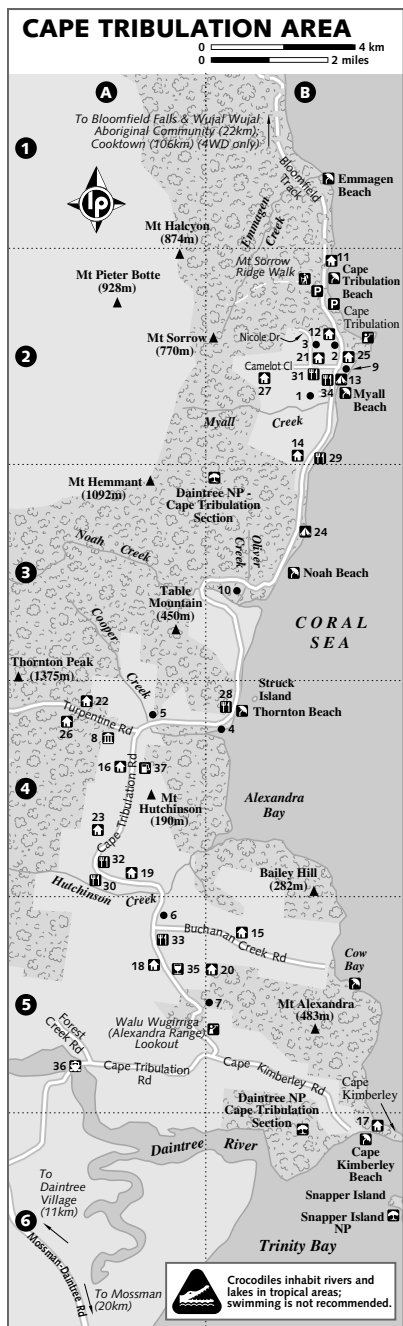 CAPE TRIBULATION AREA
0 4 km
0 2 miles
A
B
To Bloomfield Falls & Wujal Wujal
Aboriginal Community (22km);
Cooktown (106km) (4WD only)
1
lp
Bloomfield
Track
Emmagen
Beach
Emmagen
Creek
Mt Halcyon
(874m)
11
Mt Sorrow
Ridge Walk
Cape
Tribulation
Beach
P
P
Mt Pieter Botte
(928m)
Cape
Tribulation
2
Mt Sorrow
(770m)
Nicole Dr
12
3
2
25
21
9
Camelot Cl
31
13
27
1
34
Myall
Beach
Myall
Creek
14
29
Mt Hemmant
(1092m)
Daintree NP -
Cape Tribulation
Section
24
Noah Creek
Oliver
Creek
3
Noah Beach
10
Table
Mountain
(450m)
CORAL
SEA
Cooper
Creek
Thornton Peak
(1375m)
Struck
Island
22
28
Thornton Beach
5
Turpentine Rd
26
8
4
16
37
4
Mt
Hutchinson
(190m)
Alexandra
Bay
Cape Tribulation Rd
23
32
19
Bailey Hill
(282m)
30
Hutchinson
Creek
6
15
33
Buchanan Creek Rd
Cow
Bay
18
35
20
5
7
Mt Alexandra
(483m)
Walu Wugirriga
(Alexandra Range)
Lookout
Forest
Creek Rd
36
Cape Tribulation
Rd
Cape Kimberley Rd
Cape
Kimberley
Daintree NP
Cape Tribulation
Section
17
Daintree River
Cape
Kimberley
Beach
To
Daintree
Village
(11km)
Snapper Island
Snapper Island
NP
6
Mossman-Daintree Rd
Trinity Bay
To Mossman
(20km)
Crocodiles inhabit rivers and
lakes in tropical areas;
swimming is not recommended.